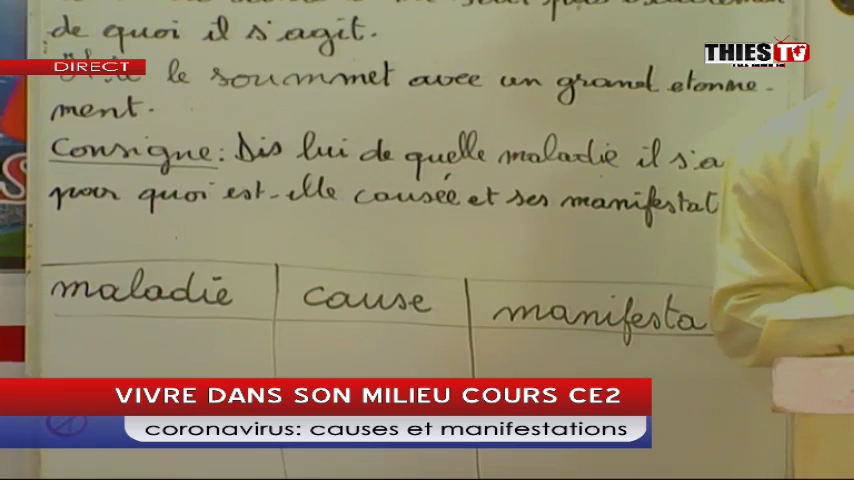 de quoi il s'agit.
THIES TV
DIRECT
le soummet avec un grand etonne-
ment.
Consigne : Dis lui de quelle maladie il s'a
pour quoi est-elle causée et ses manifestat
maladie cause manifesta
VIVRE DANS SON MILIEU COURS CE2
coronavirus: causes et manifestations